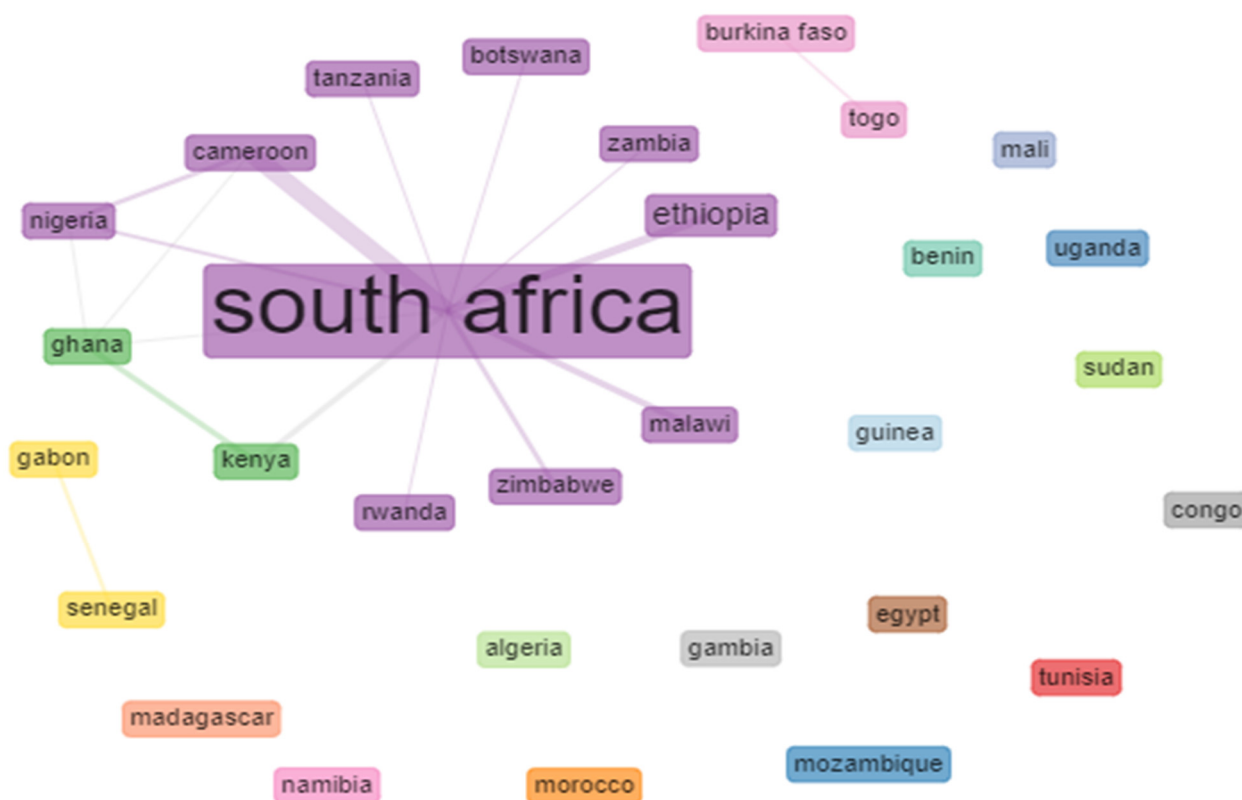 burkina faso
botswana
tanzania
togo
zambia
mali
cameroon
ethiopia
nigeria
uganda
benin
south africa
ghana
sudan
malawi
guinea
gabon
kenya
zimbabwe
rwanda
congo
senegal
egypt
algeria
gambia
tunisia
madagascar
mozambique
namibia
morocco